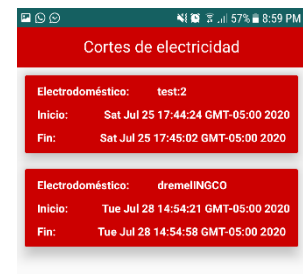 57% 8:59 PM
Cortes de electricidad
Electrodoméstico: test:2
Inicio: Sat Jul 25 17:44:24 GMT-05:00 2020
Fin: Sat Jul 25 17:45:02 GMT-05:00 2020
Electrodoméstico: dremelINGCO
Inicio: Tue Jul 28 14:54:21 GMT-05:00 2020
Fin: Tue Jul 28 14:54:58 GMT-05:00 2020